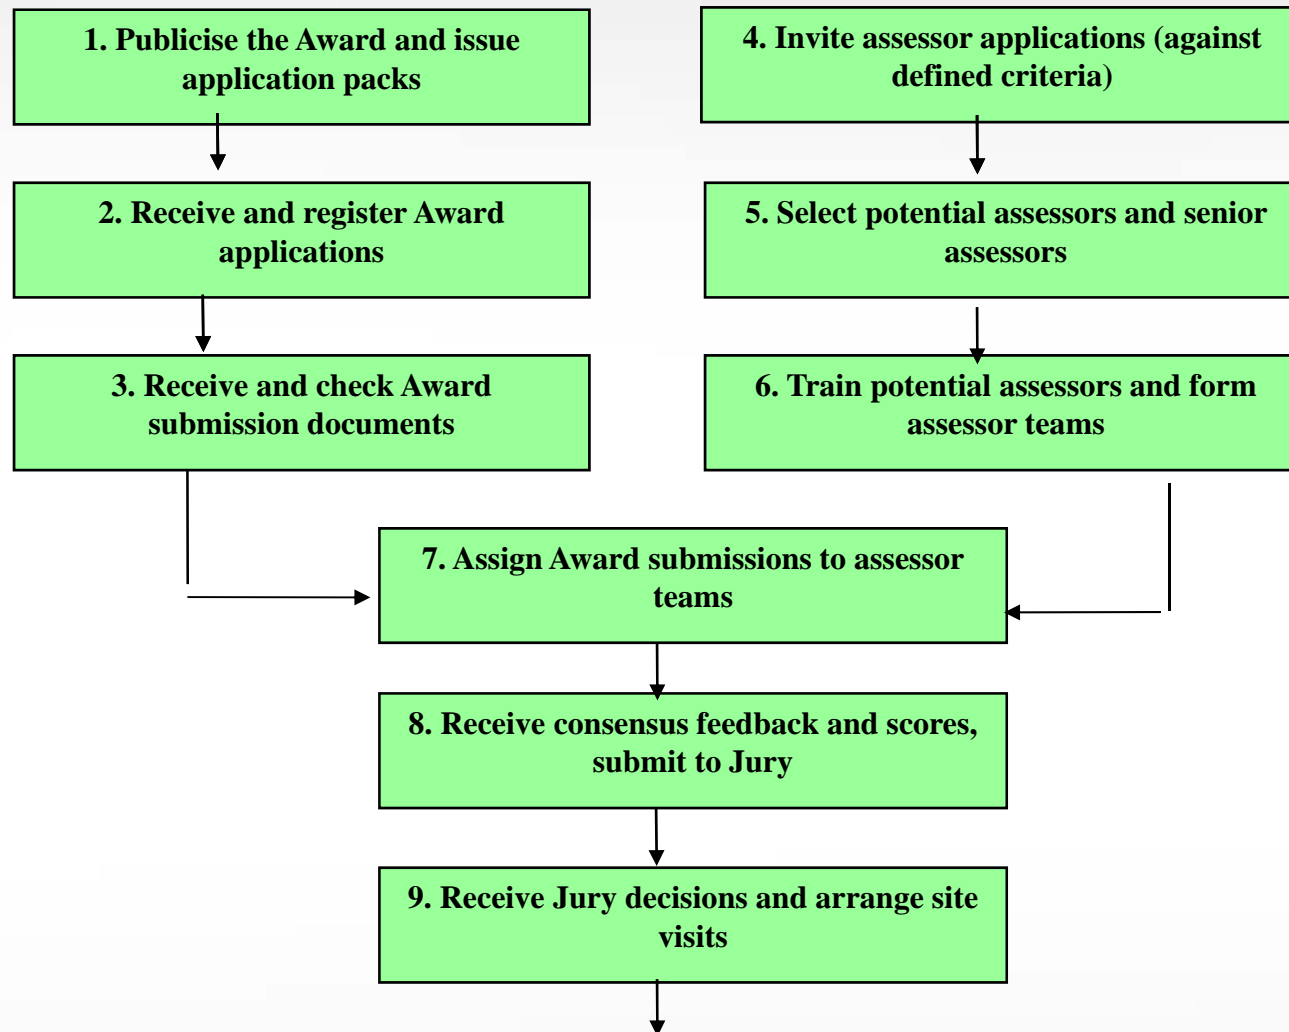 1. Publicise the Award and issue
application packs
2. Receive and register Award
applications
3. Receive and check Award
submission documents
4. Invite assessor applications (against
defined criteria)
5. Select potential assessors and senior
assessors
6. Train potential assessors and form
assessor teams
7. Assign Award submissions to assessor
teams
8. Receive consensus feedback and scores,
submit to Jury
9. Receive Jury decisions and arrange site
visits